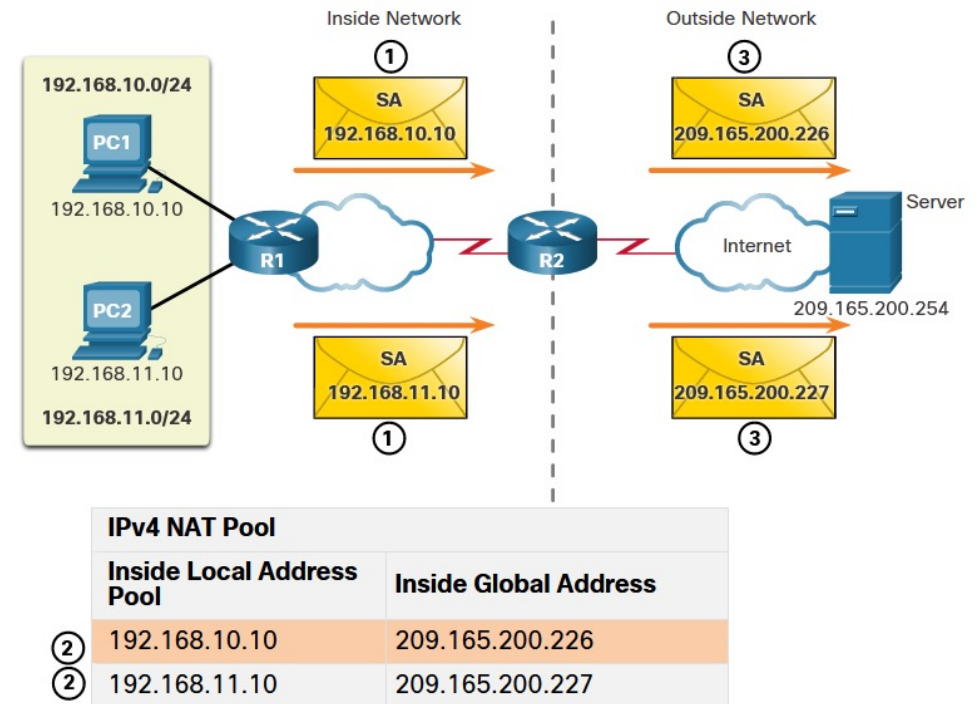 Inside Network
Outside Network
1
3
192.168.10.0/24
SA
192.168.10.10
SA
209.165.200.226
PC1
192.168.10.10
Server
R1
R2
Internet
PC2
209.165.200.254
192.168.11.10
SA
192.168.11.10
SA
209.165.200.227
192.168.11.0/24
1
3
IPv4 NAT Pool
Inside Local Address
Pool
Inside Global Address
2
192.168.10.10
209.165.200.226
2
192.168.11.10
209.165.200.227